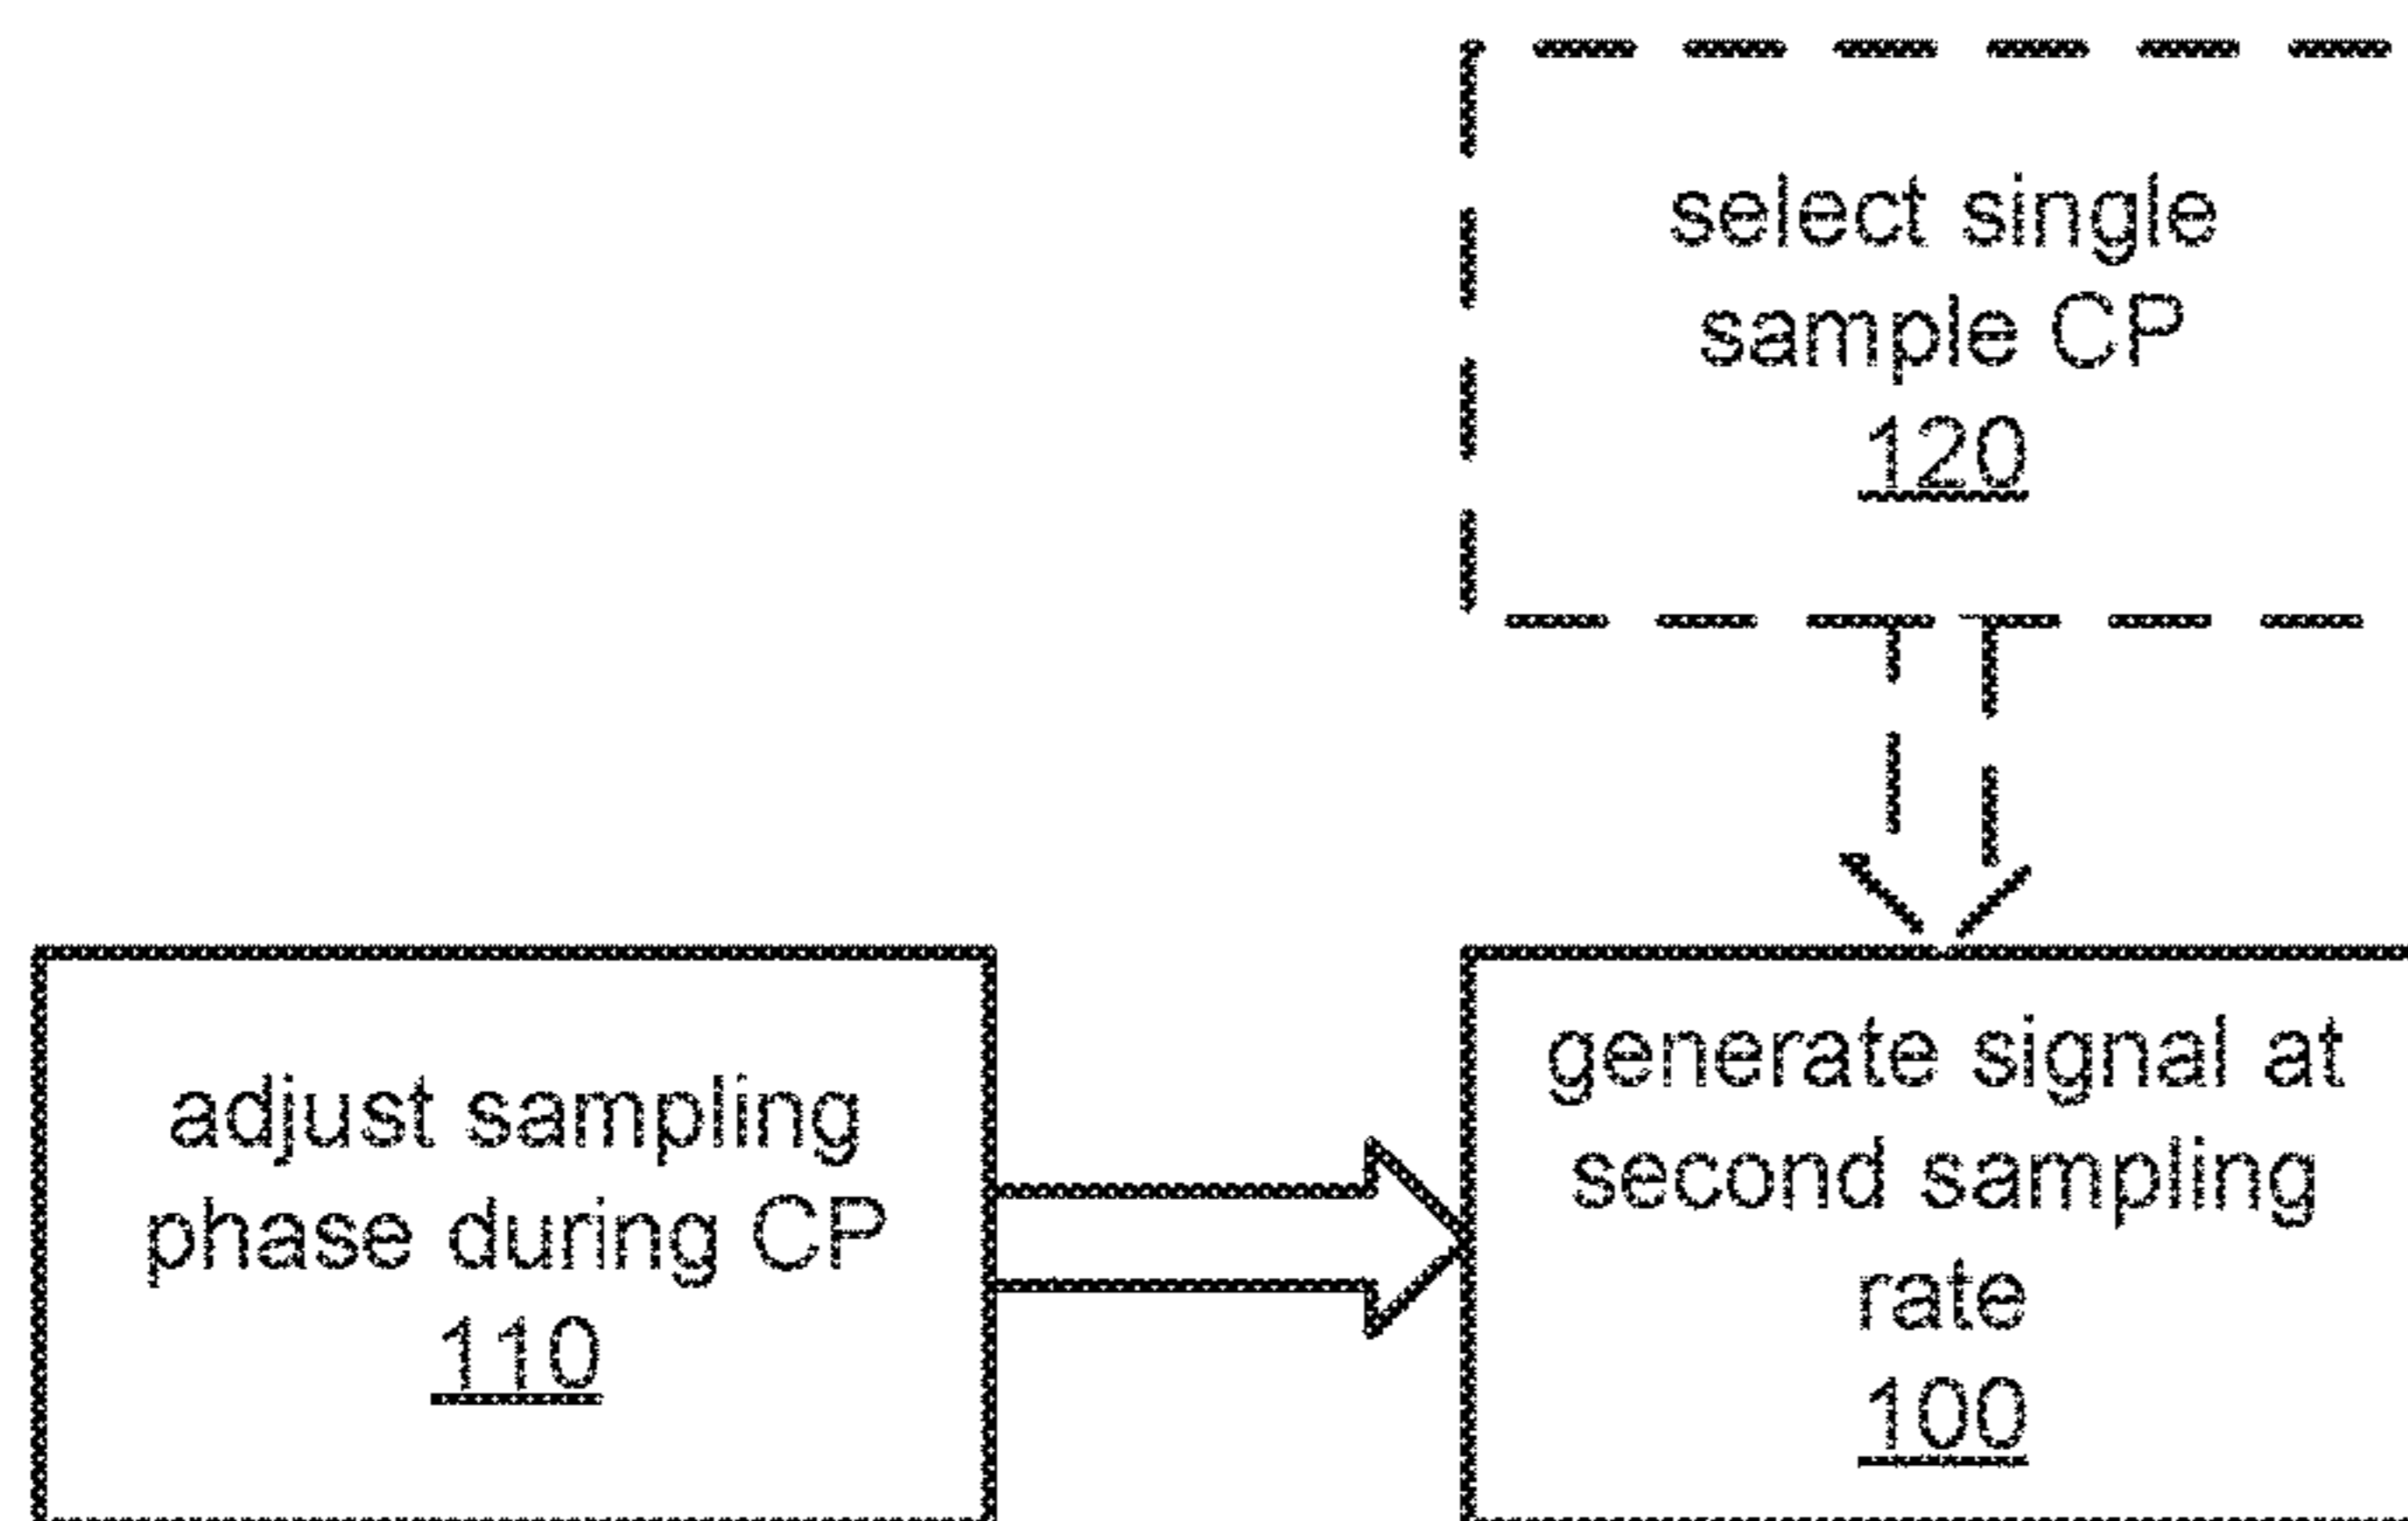 select single
sample CP
120
adjust sampling
phase during CP
110
generate signal at
second sampling
rate
100